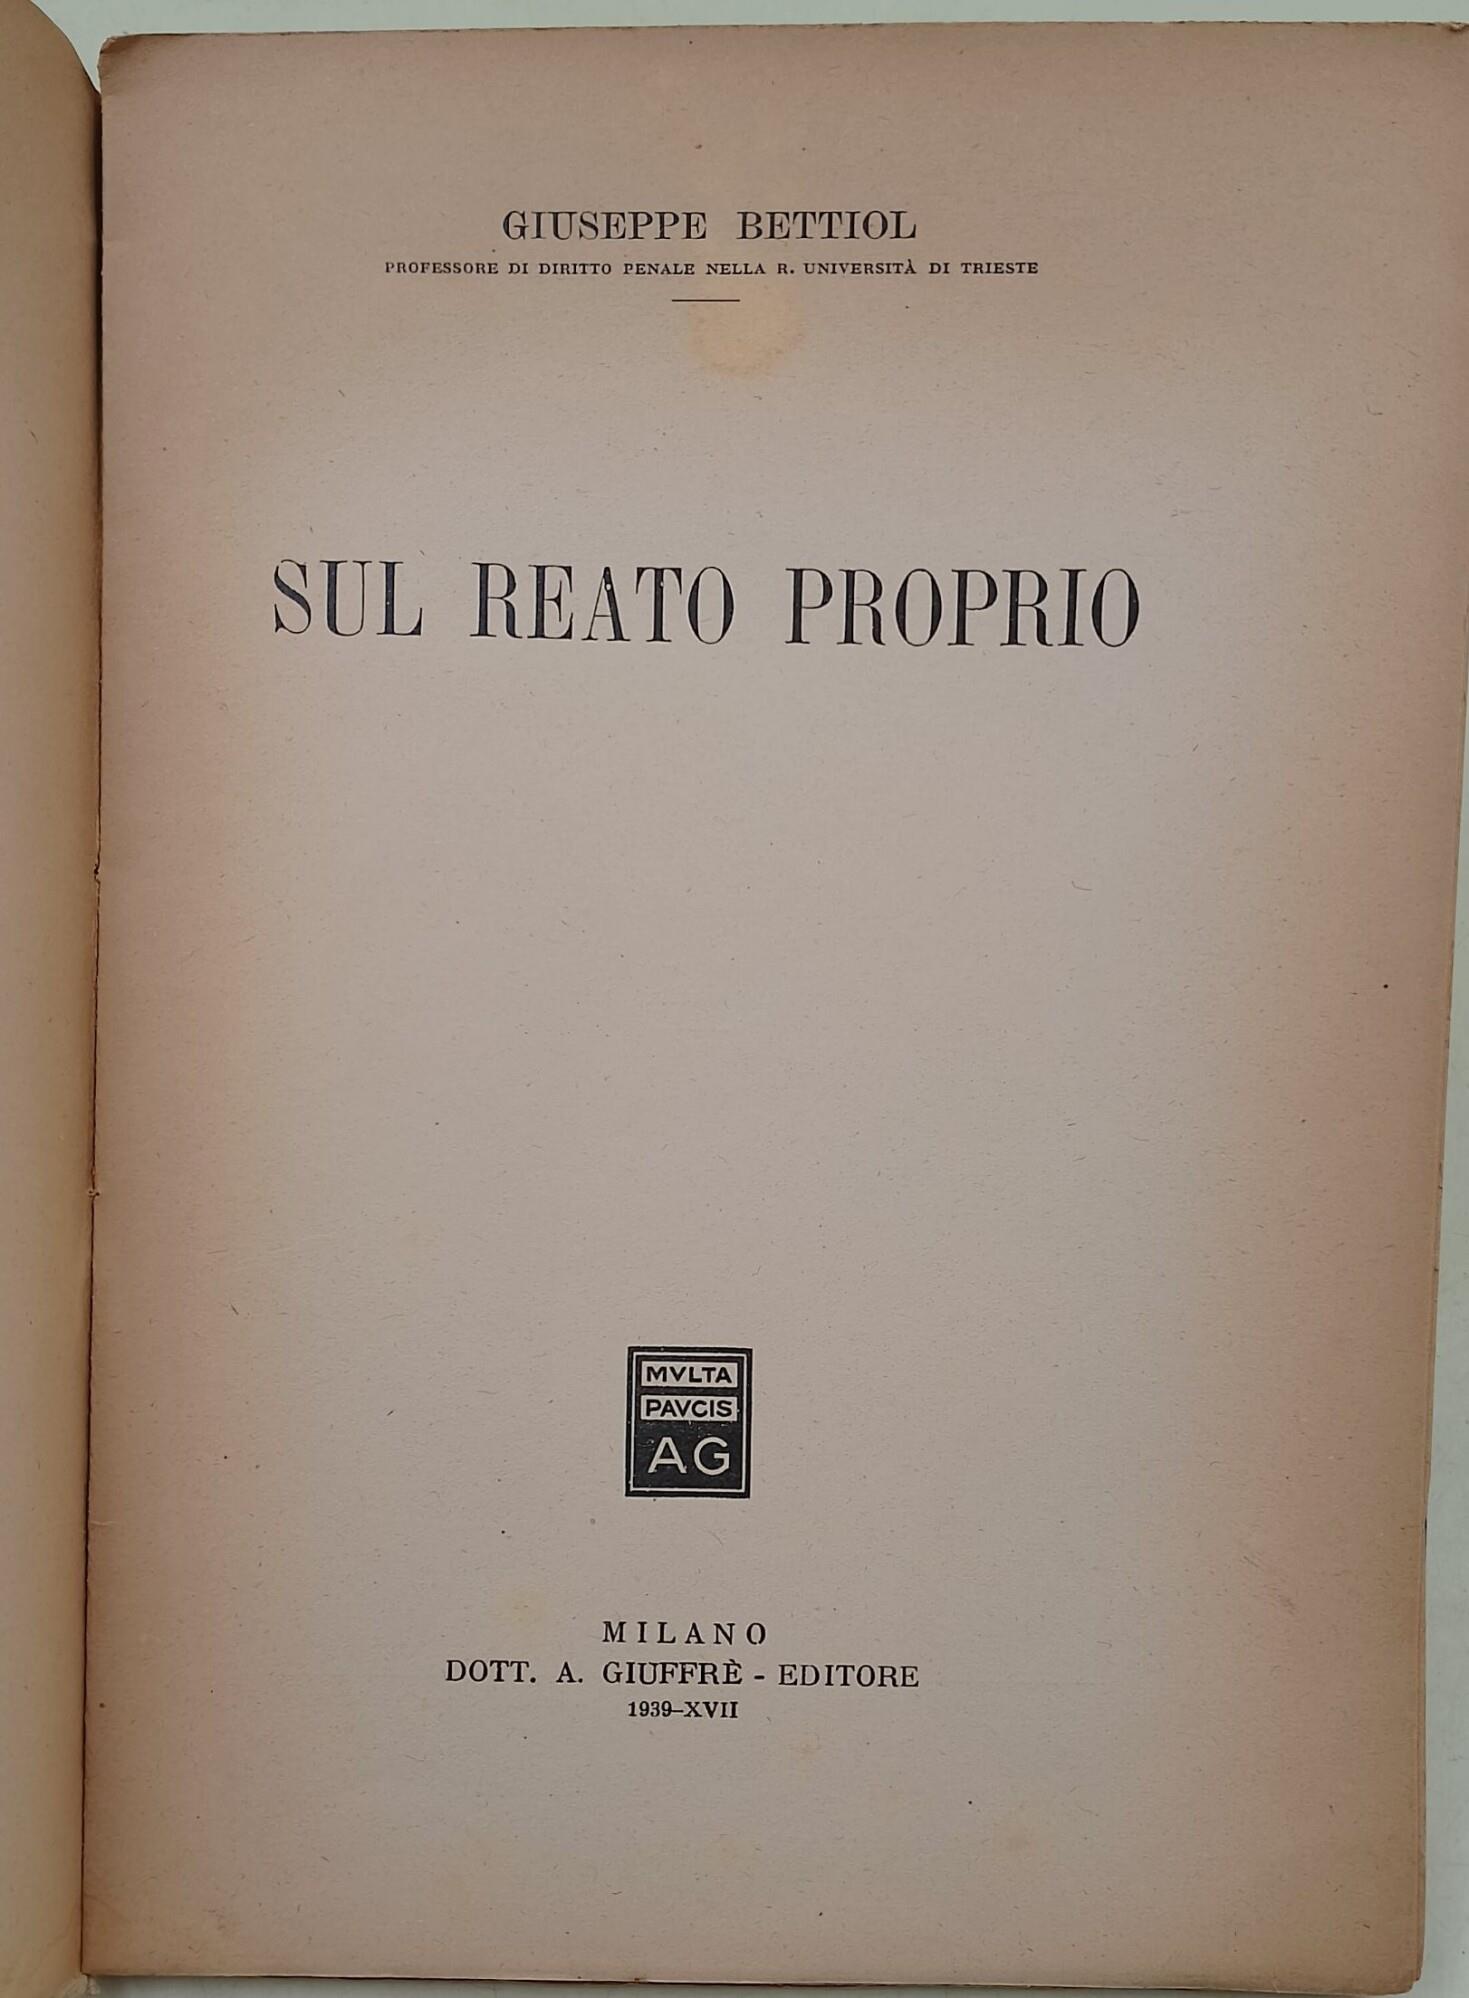 GIUSEPPE BETTIOL
PROFESSORE DI DIRITTO PENALE NELLA R. UNIVERSITÀ DI TRIESTE
SUL REATO PROPRIO
MVLTA
PAVCIS
AG
MILANO
DOTT. A. GIUFFRÈ - EDITORE
1939–XVII